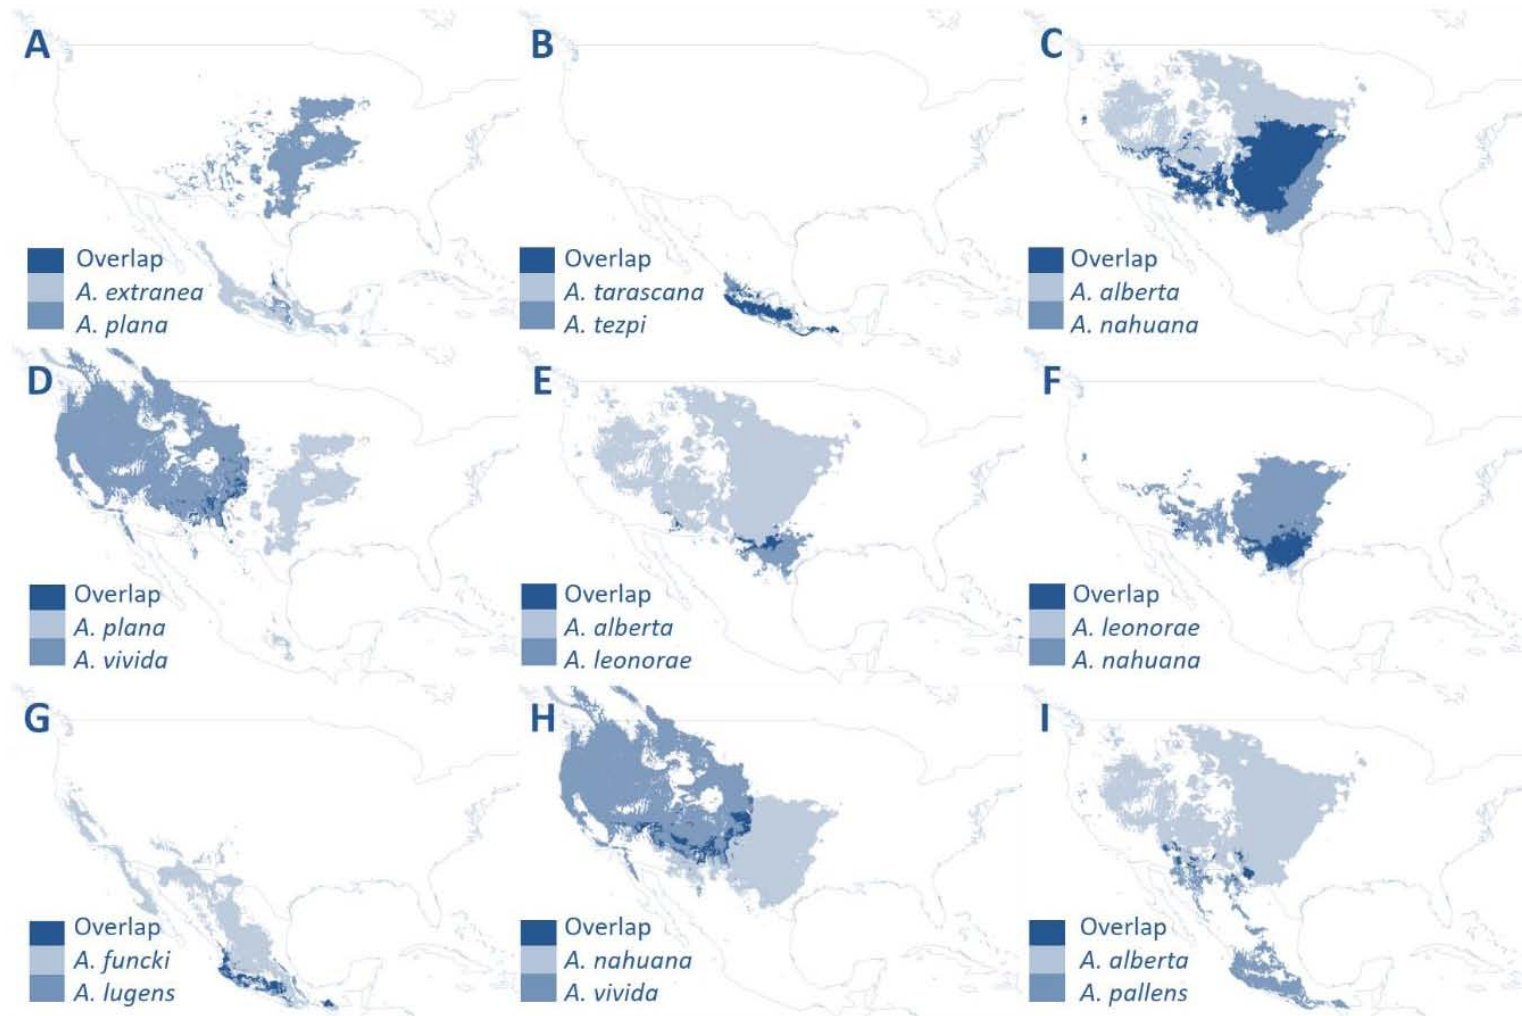 A
Overlap
A. extranea
A. plana
B
Overlap
A. tarascana
A. tezpi
C
Overlap
A. alberta
A. nahuana
D
Overlap
A. plana
A. vivida
E
Overlap
A. alberta
A. leonorae
F
Overlap
A. leonorae
A. nahuana
G
Overlap
A. funcki
A. lugens
H
Overlap
A. nahuana
A. vivida
I
Overlap
A. alberta
A. pallens